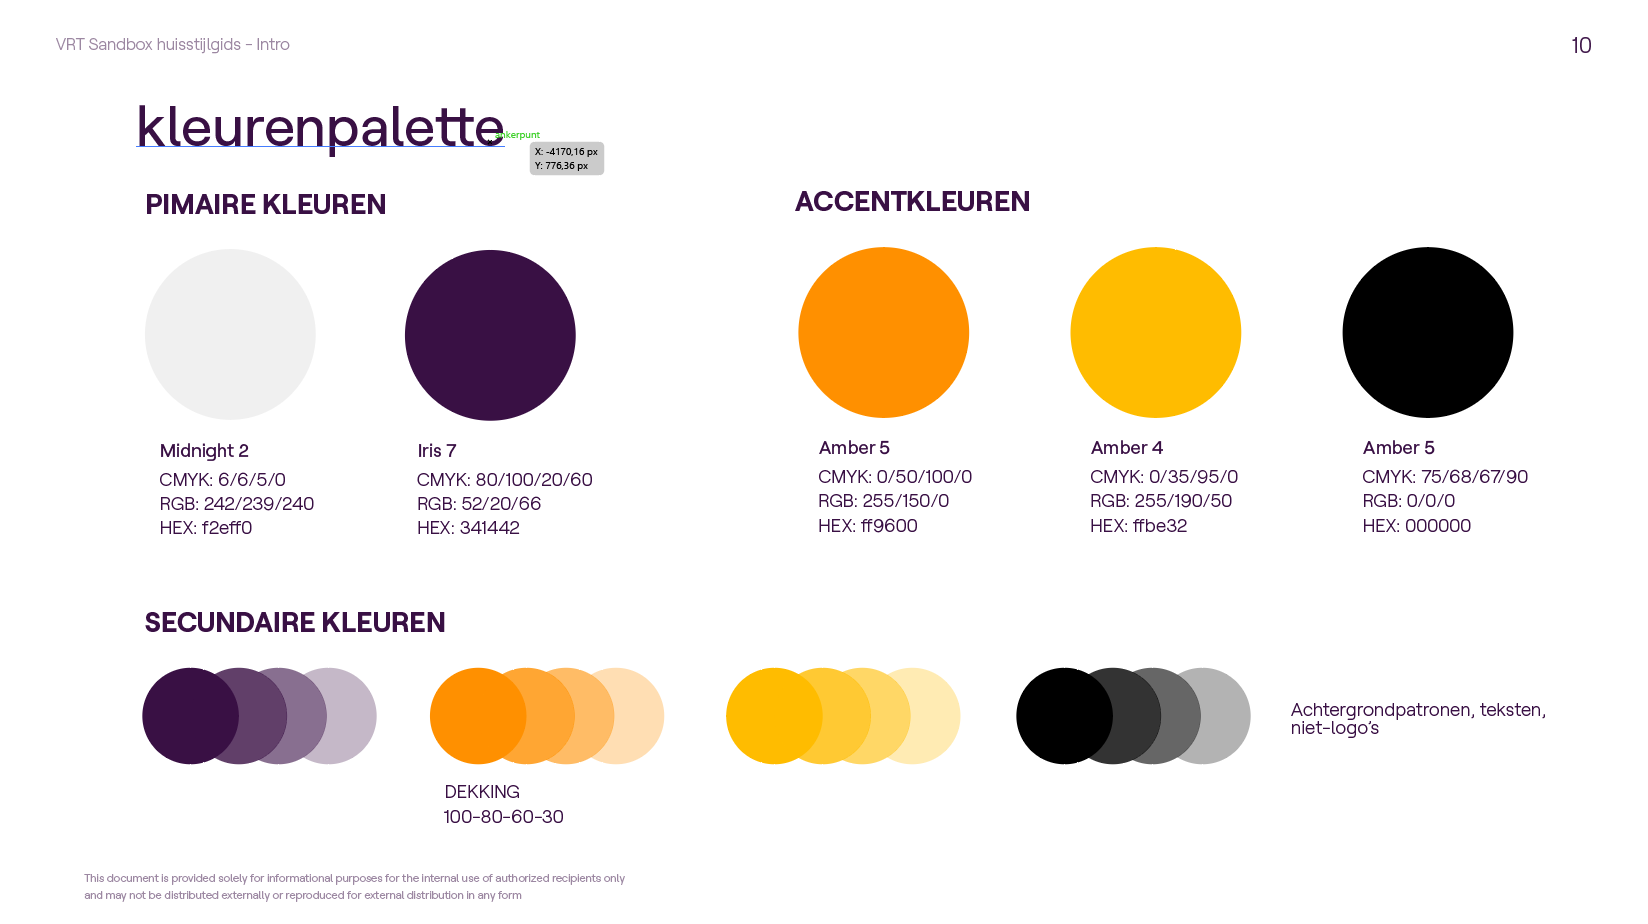 VRT Sandbox huisstijlgids - Intro
10
kleurenpalette
ankerpunt
X: -4170,16 px
Y: 776,36 px
PIMAIRE KLEUREN
Midnight 2
CMYK: 6/6/5/0
RGB: 242/239/240
HEX: f2eff0
Iris 7
CMYK: 80/100/20/60
RGB: 52/20/66
HEX: 341442
ACCENTKLEUREN
Amber 5
CMYK: 0/50/100/0
RGB: 255/150/0
HEX: ff9600
Amber 4
CMYK: 0/35/95/0
RGB: 255/190/50
HEX: ffbe32
Amber 5
CMYK: 75/68/67/90
RGB: 0/0/0
HEX: 000000
SECUNDAIRE KLEUREN
DEKKING
100-80-60-30
Achtergrondpatronen, teksten,
niet-logo’s
This document is provided solely for informational purposes for the internal use of authorized recipients only
and may not be distributed externally or reproduced for external distribution in any form